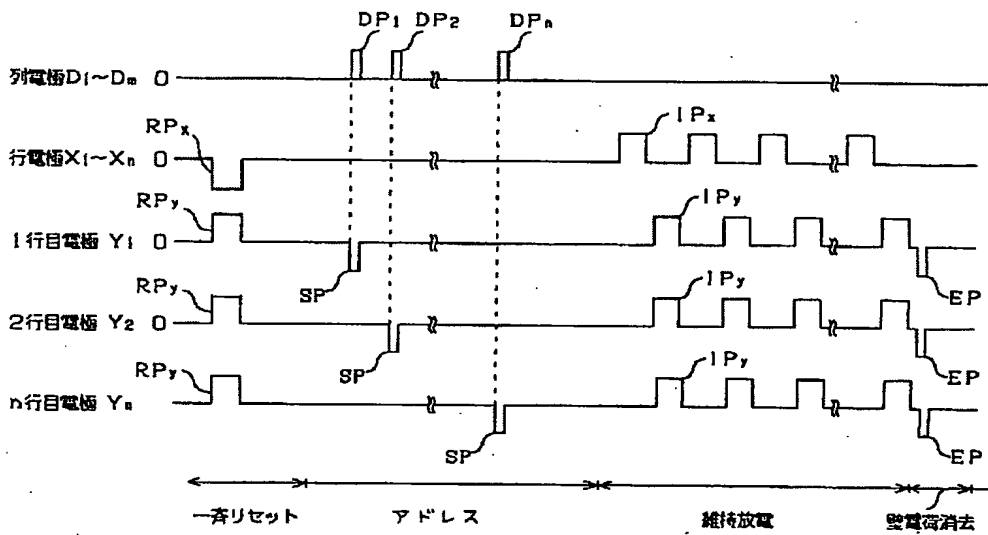 DP1 DP2 DPn
列電極D1~Dm 0
RPx IPx
行電極X1~Xn 0
RPy IPy
1行目電極 Y1 0
SP EP
RPy IPy
2行目電極 Y2 0
SP EP
RPy IPy
n行目電極 Yn
SP EP
一斉リセット アドレス 維持放電 壁電荷消去